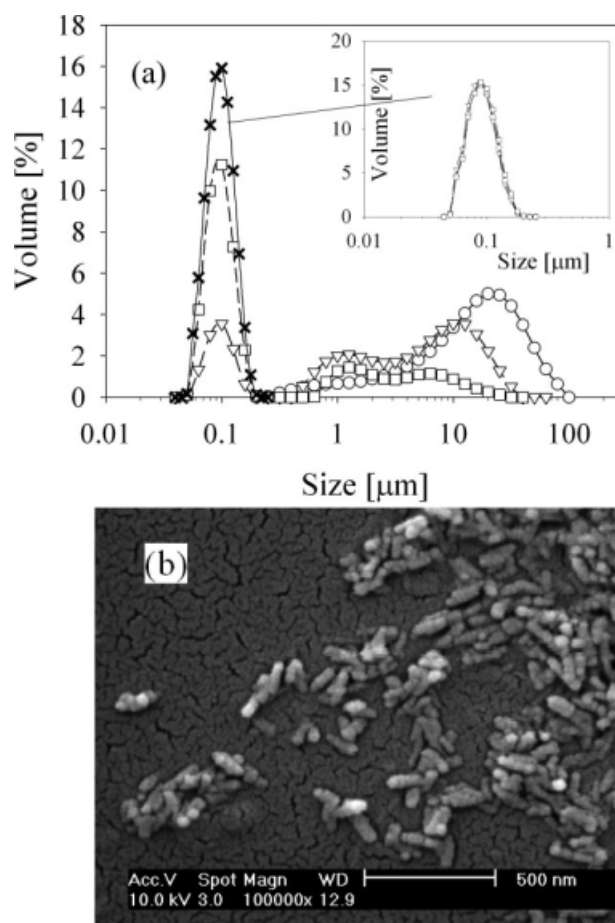 (a)
Volume [%]
18
16
14
12
10
8
6
4
2
0
0.01 0.1 1 10 100
Size [μm]
Volume [%]
20
15
10
5
0
0.01 0.1 1
Size [μm]
(b)
Acc.V Spot Magn WD 500 nm
10.0 kV 3.0 100000x 12.9